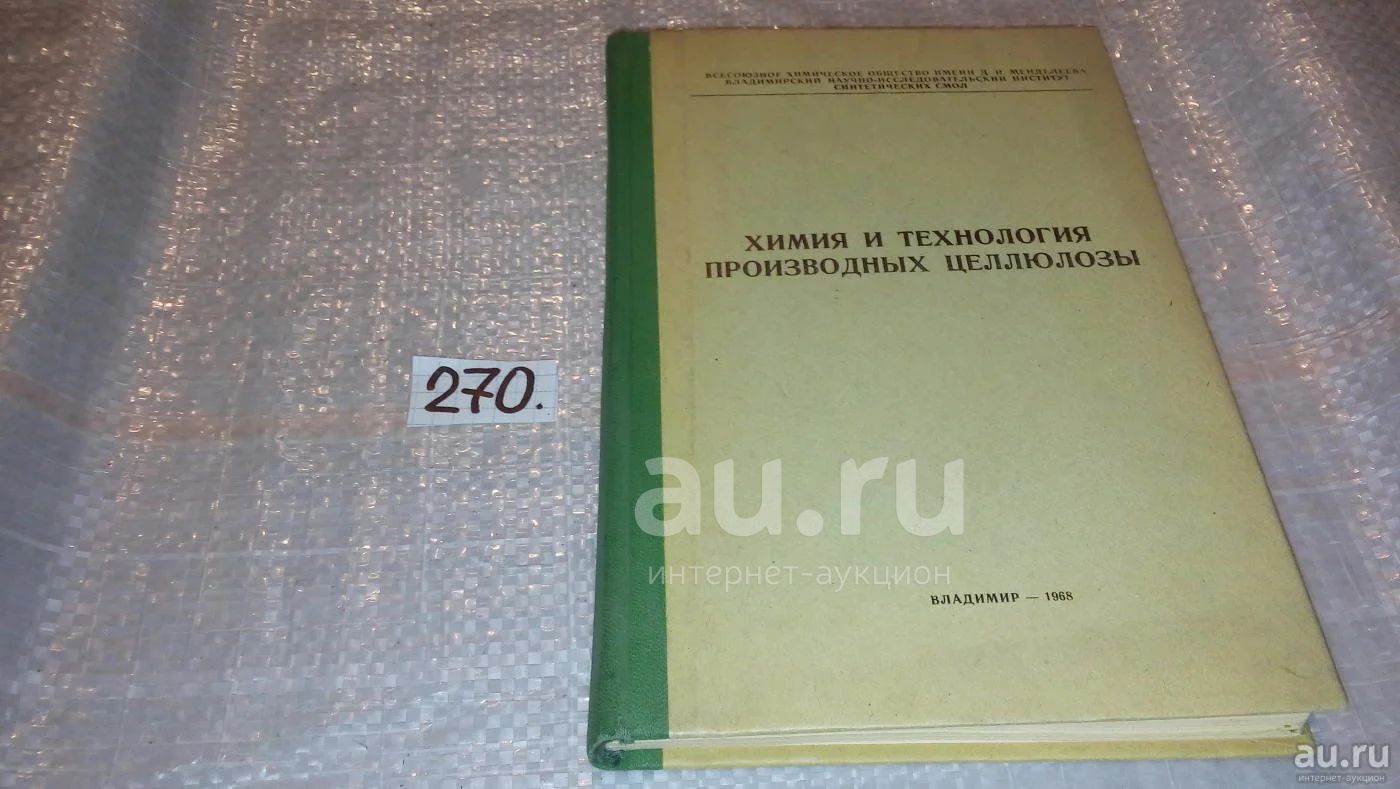 ВСЕСОЮЗНОЕ ХИМИЧЕСКОЕ ОБЩЕСТВО ИМЕНИ Д. И. МЕНДЕЛЕЕВА
ВЛАДИМИРСКИЙ НАУЧНО-ИССЛЕДОВАТЕЛЬСКИЙ ИНСТИТУТ
СИНТЕТИЧЕСКИХ СМОЛ
ХИМИЯ И ТЕХНОЛОГИЯ
ПРОИЗВОДНЫХ ЦЕЛЛЮЛОЗЫ
270.
au.ru
интернет-аукцион
ВЛАДИМИР — 1968
au.ru
интернет-аукцион